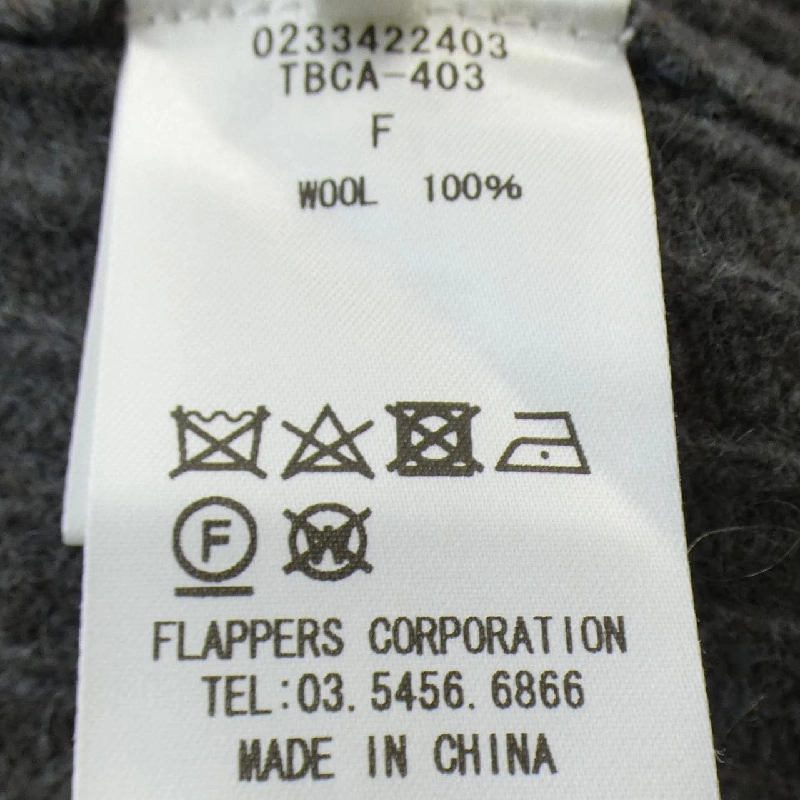 0233422403
TBCA-403
F
WOOL 100%
F W
FLAPPERS CORPORATION
TEL:03.5456.6866
MADE IN CHINA